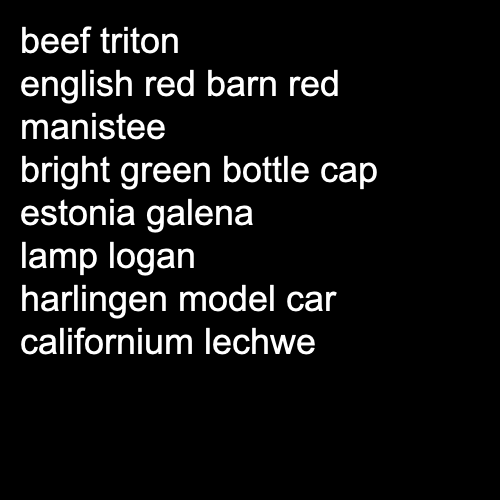 beef triton
english red barn red
manistee
bright green bottle cap
estonia galena
lamp logan
harlingen model car
californium lechwe